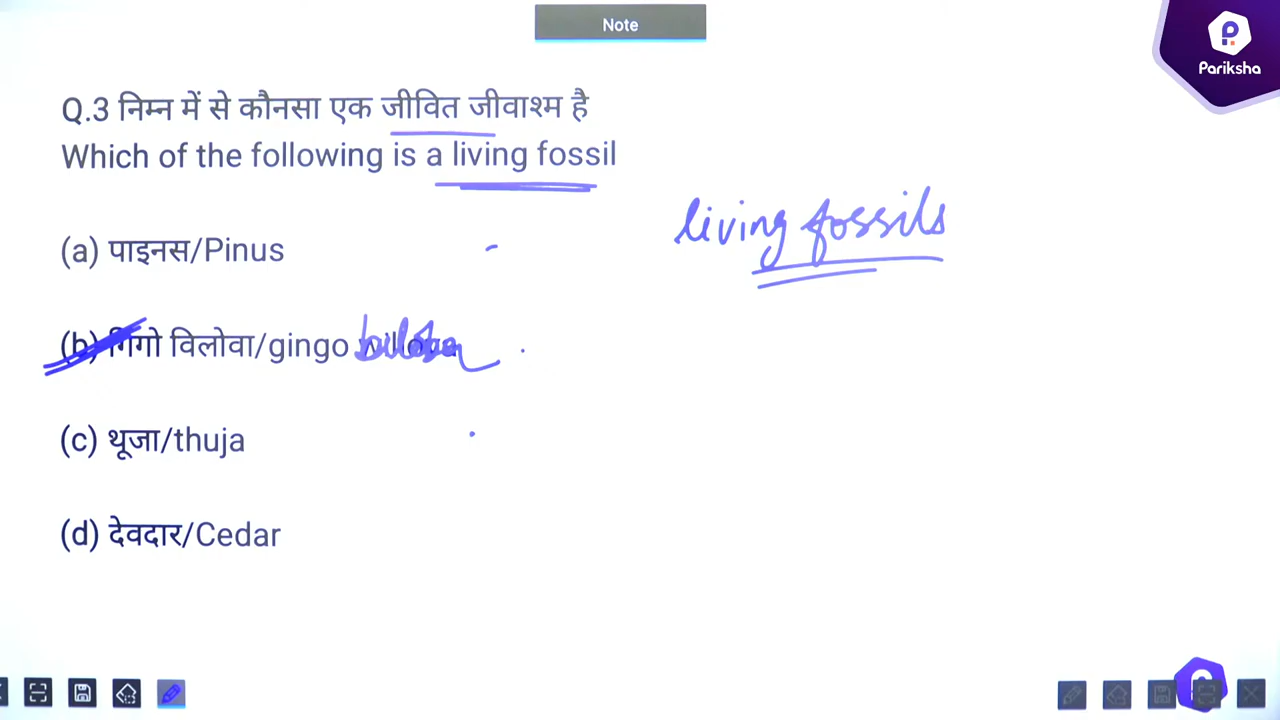 Note
Pariksha
Q.3 निम्न में से कौनसा एक जीवित जीवाश्म है
Which of the following is a living fossil
living fossils
(a) पाइनस/Pinus
(b) गिंगो विलोवा/gingo biloba
(c) थूजा/thuja
(d) देवदार/Cedar